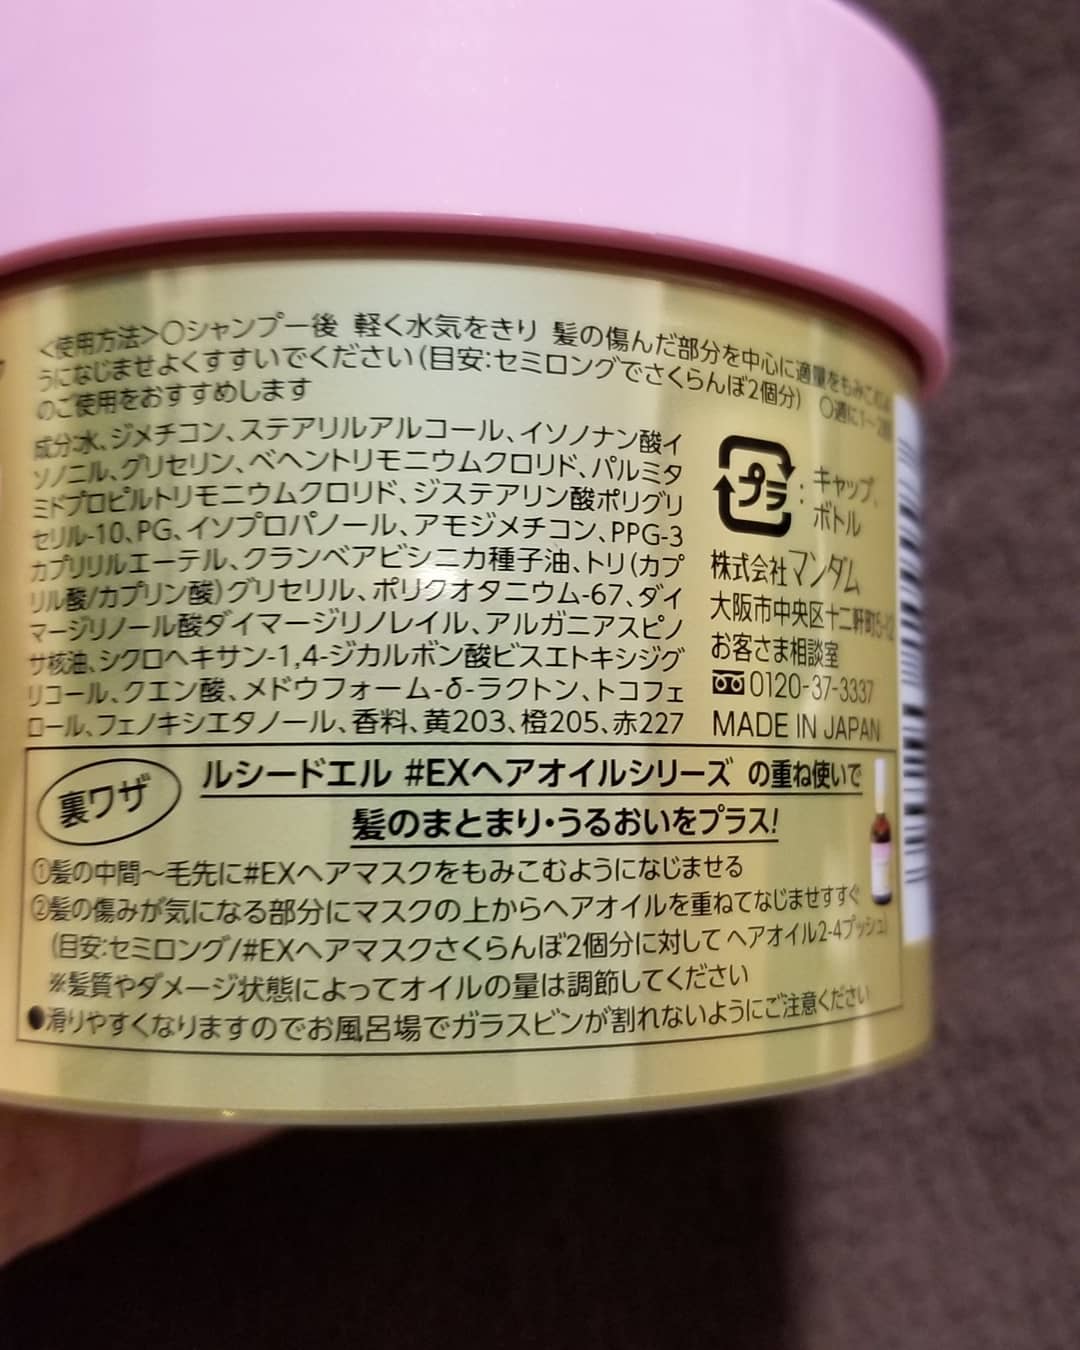 <使用方法>〇シャンプー後 軽く水気をきり 髪の傷んだ部分を中心に適量をもみこむよ
うになじませよくすすいでください(目安:セミロングでさくらんぼ2個分) 〇週に1〜2回
のご使用をおすすめします
成分:水、ジメチコン、ステアリルアルコール、イソノナン酸イ
ソノニル、グリセリン、ベヘントリモニウムクロリド、パルミタ
ミドプロピルトリモニウムクロリド、ジステアリン酸ポリグリ
セリル-10、PG、イソプロパノール、アモジメチコン、PPG-3
カプリリルエーテル、クランベアビシニカ種子油、トリ(カプ
リル酸/カプリン酸)グリセリル、ポリクオタニウム-67、ダイ
マージリノール酸ダイマージリノレイル、アルガニアスピノ
サ核油、シクロヘキサン-1,4-ジカルボン酸ビスエトキシジグ
リコール、クエン酸、メドウフォーム-δ-ラクトン、トコフェ
ロール、フェノキシエタノール、香料、黄203、橙205、赤227
プラ:キャップ、
ボトル
株式会社マンダム
大阪市中央区十二軒町5-12
お客さま相談室
0120-37-3337
MADE IN JAPAN
裏ワザ
ルシードエル #EXヘアオイルシリーズ の重ね使いで
髪のまとまり・うるおいをプラス!
①髪の中間〜毛先に#EXヘアマスクをもみこむようになじませる
②髪の傷みが気になる部分にマスクの上からヘアオイルを重ねてなじませすすぐ
(目安:セミロング/#EXヘアマスクさくらんぼ2個分に対して ヘアオイル2-4プッシュ)
※髪質やダメージ状態によってオイルの量は調節してください
●滑りやすくなりますのでお風呂場でガラスビンが割れないようにご注意ください